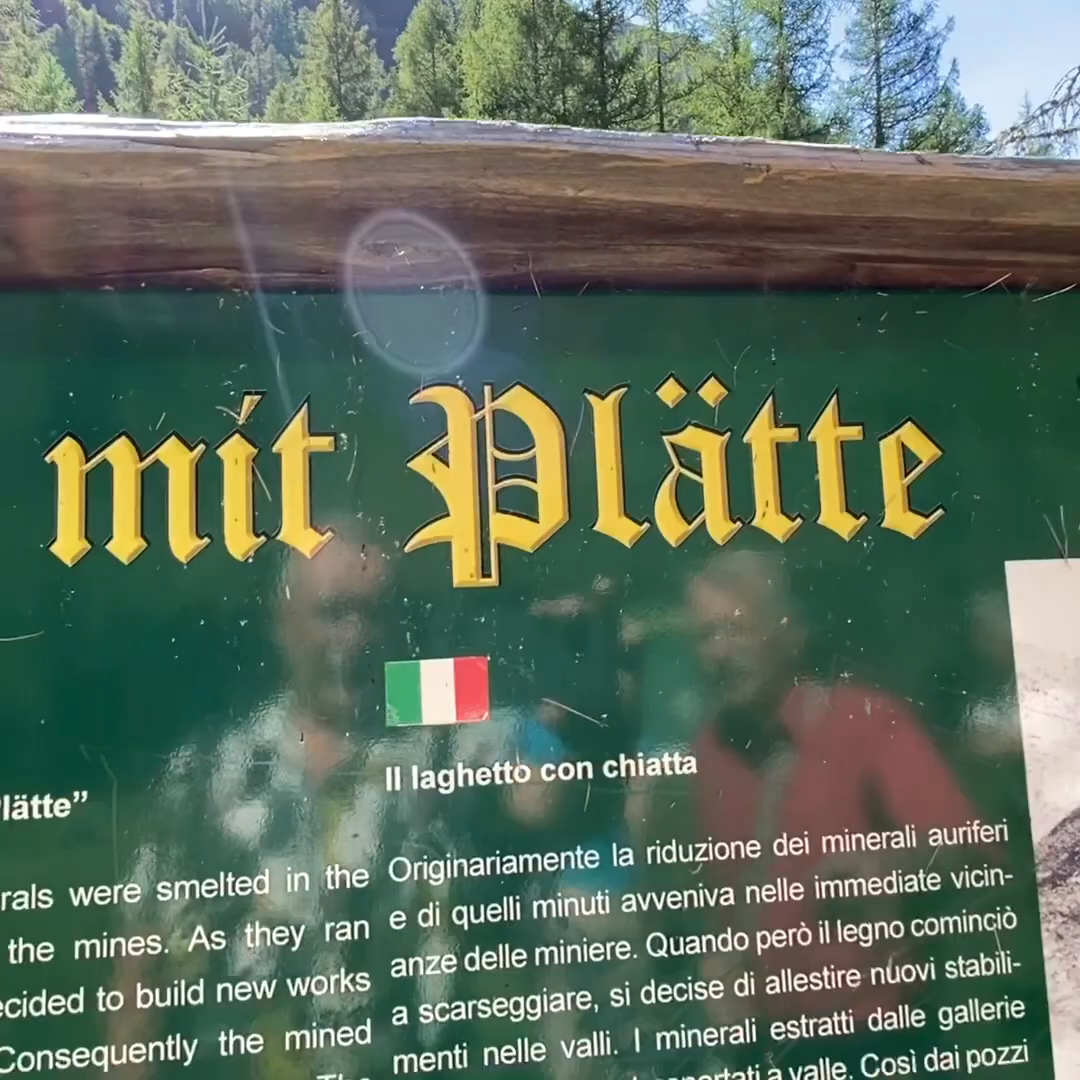 mit Plätte
lätte”
rals were smelted in the
the mines. As they ran
ecided to build new works
Consequently the mined
The
Il laghetto con chiatta
Originariamente la riduzione dei minerali auriferi
e di quelli minuti avveniva nelle immediate vicin-
anze delle miniere. Quando però il legno cominciò
a scarseggiare, si decise di allestire nuovi stabili-
menti nelle valli. I minerali estratti dalle gallerie
portati a valle. Così dai pozzi